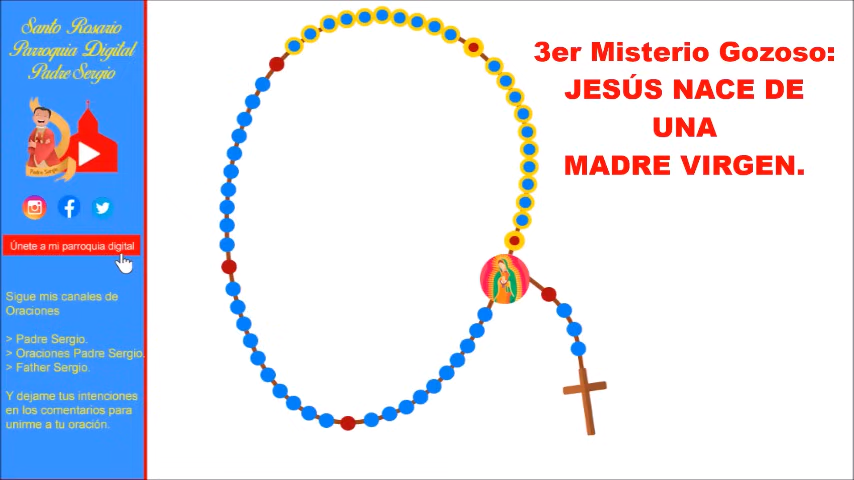 Santo Rosario
Parroquia Digital
Padre Sergio
Padre Sergio
Únete a mi parroquia digital
Sigue mis canales de
Oraciones
> Padre Sergio.
> Oraciones Padre Sergio.
> Father Sergio.
Y dejame tus intenciones
en los comentarios para
unirme a tu oración.
3er Misterio Gozoso:
JESÚS NACE DE
UNA
MADRE VIRGEN.